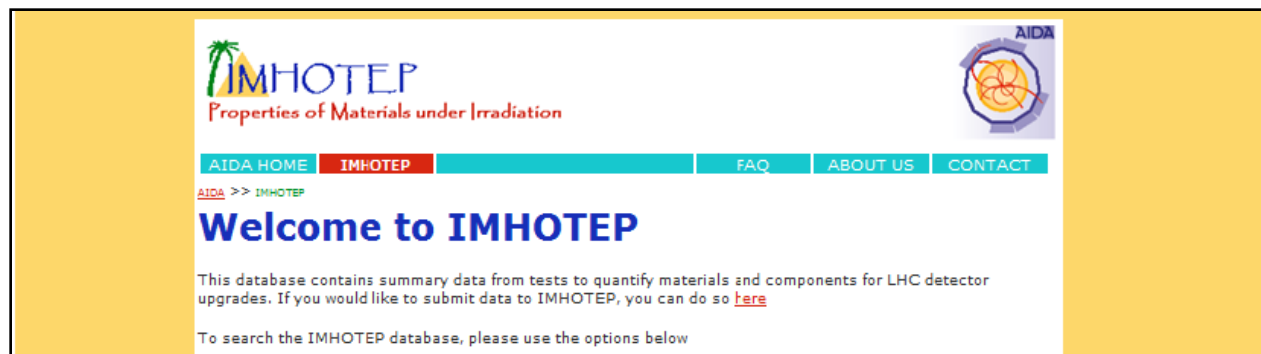 AIDA
IMHOTEP
Properties of Materials under Irradiation
AIDA HOME IMHOTEP FAQ ABOUT US CONTACT
AIDA >> IMHOTEP
Welcome to IMHOTEP
This database contains summary data from tests to quantify materials and components for LHC detector
upgrades. If you would like to submit data to IMHOTEP, you can do so here
To search the IMHOTEP database, please use the options below